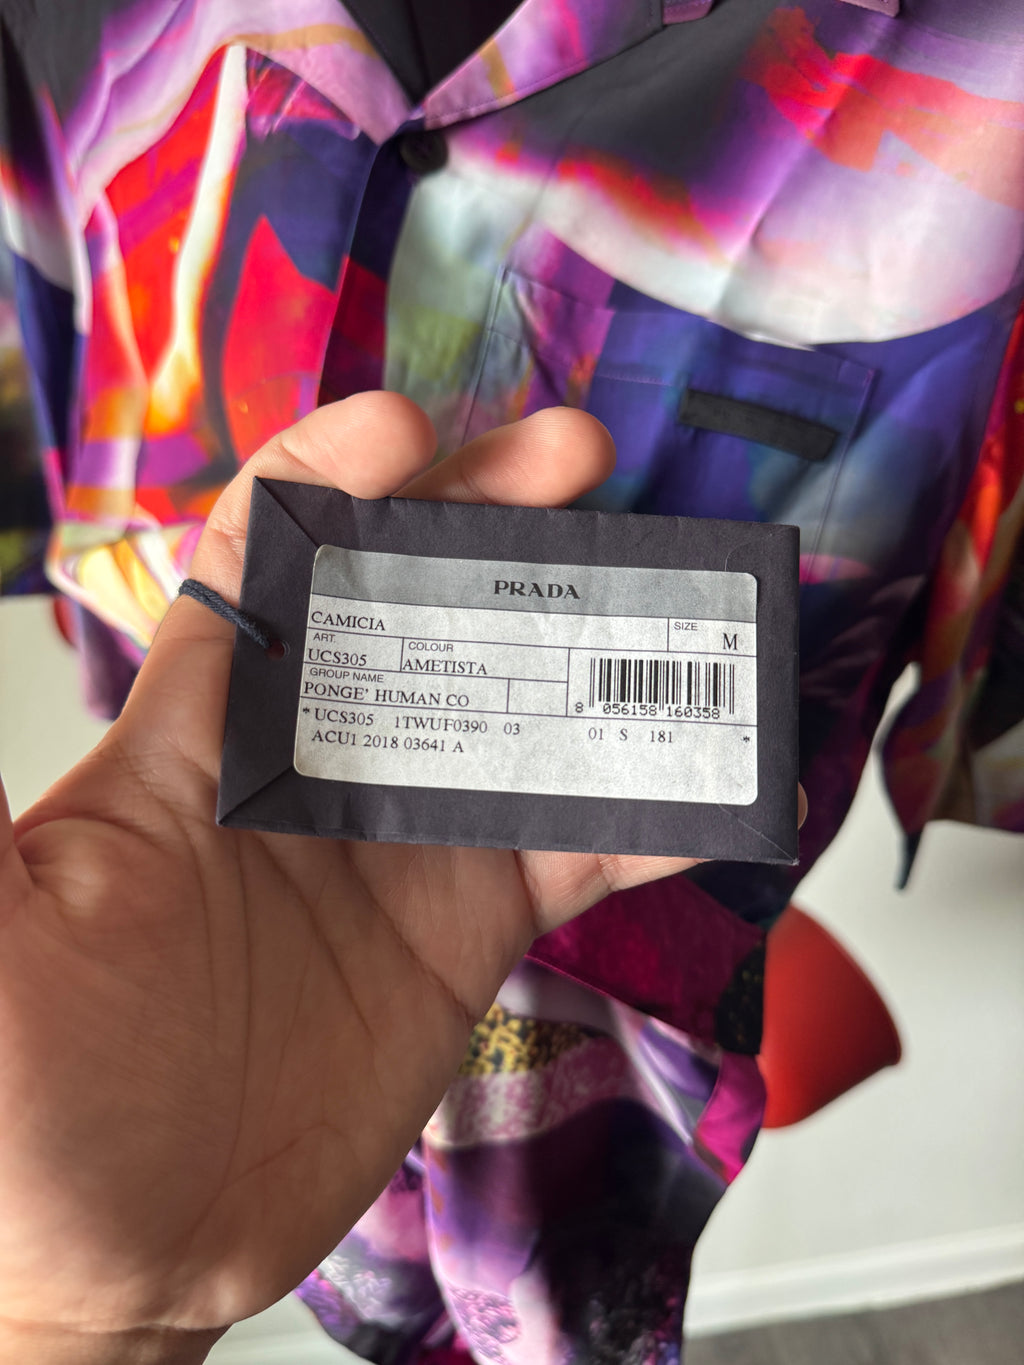 PRADA
CAMICIA
SIZE M
ART. UCS305
COLOUR AMETISTA
GROUP NAME
PONGE' HUMAN CO
8 056158 160358
* UCS305 1TWUF0390 03 01 S 181 *
ACU1 2018 03641 A